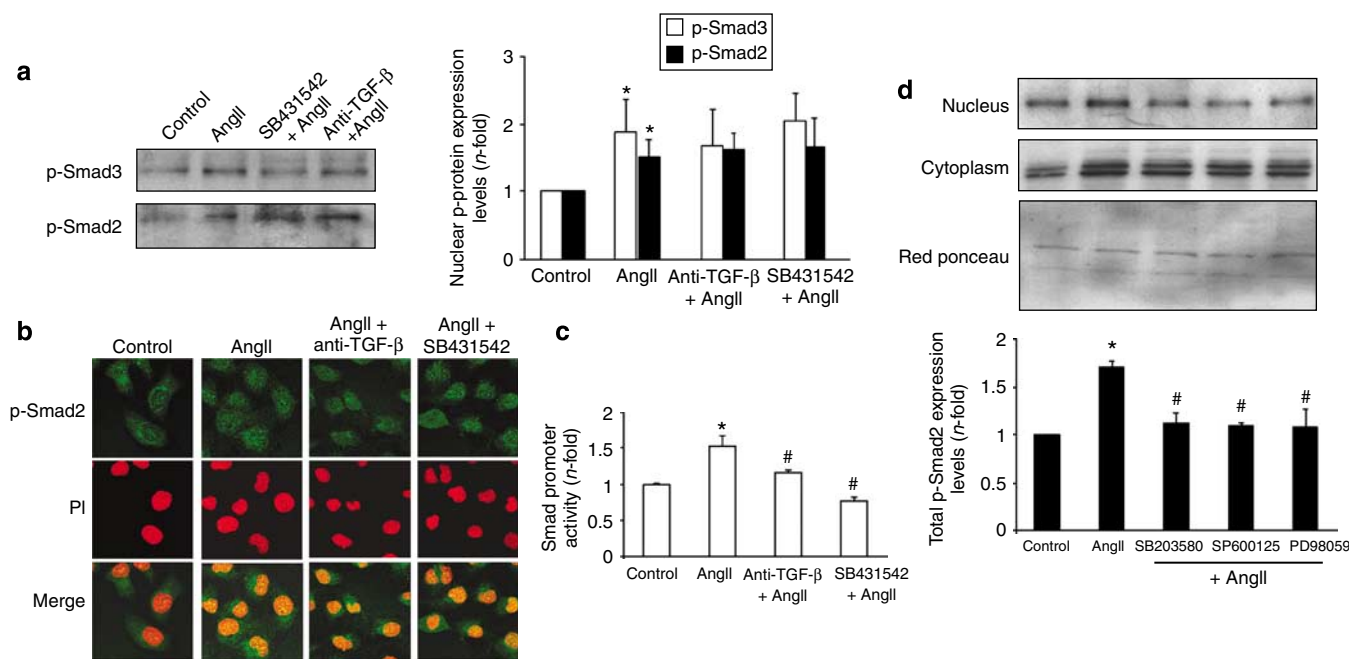 a
Control
AngII
SB431542
+ AngII
Anti-TGF-β
+AngII
p-Smad3
p-Smad2
p-Smad3
p-Smad2
Nuclear p-protein expression
levels (n-fold)
3
2
1
0
*
*
Control
AngII
Anti-TGF-β
+ AngII
SB431542
+ AngII
b
Control
AngII
AngII +
anti-TGF-β
AngII +
SB431542
p-Smad2
PI
Merge
c
Smad promoter
activity (n-fold)
2
1.5
1
0.5
0
*
#
#
Control
AngII
Anti-TGF-β
+ AngII
SB431542
+ AngII
d
Nucleus
Cytoplasm
Red ponceau
Total p-Smad2 expression
levels (n-fold)
2
1.5
1
0.5
0
*
#
#
#
Control
AngII
SB203580
SP600125
PD98059
+ AngII